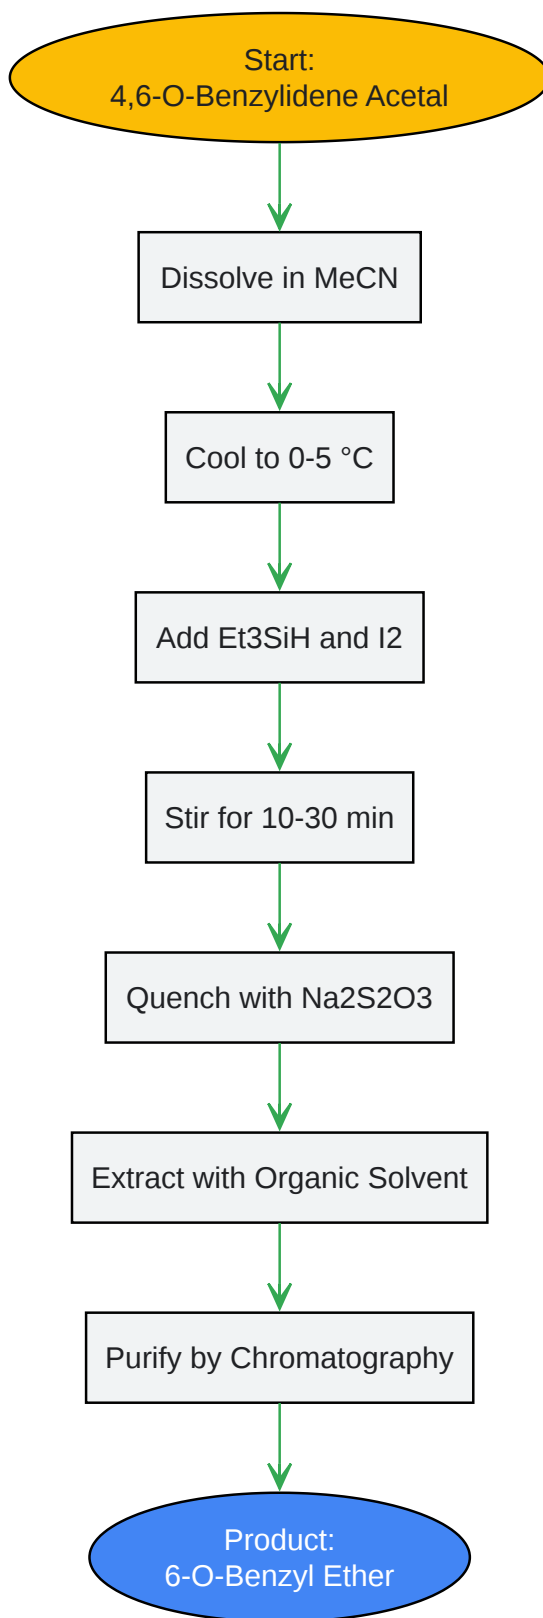 Start:
4,6-O-Benzylidene Acetal
Dissolve in MeCN
Cool to 0-5 °C
Add Et3SiH and I2
Stir for 10-30 min
Quench with Na2S2O3
Extract with Organic Solvent
Purify by Chromatography
Product:
6-O-Benzyl Ether